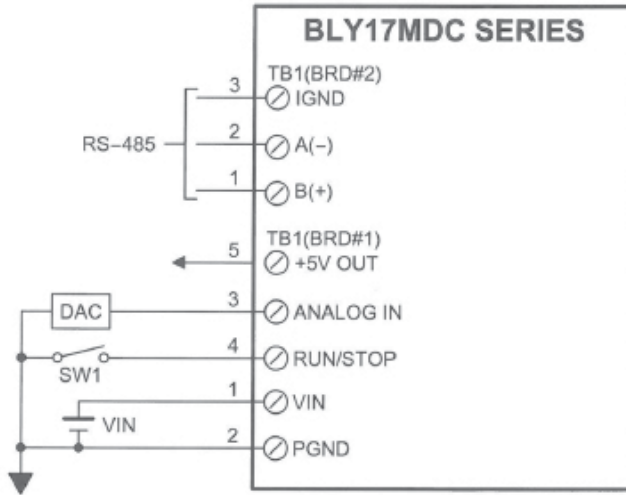 BLY17MDC SERIES
TB1(BRD#2)
3 IGND
RS-485
2 A(-)
1 B(+)
TB1(BRD#1)
5 +5V OUT
DAC 3 ANALOG IN
SW1 4 RUN/STOP
1 VIN
VIN
2 PGND